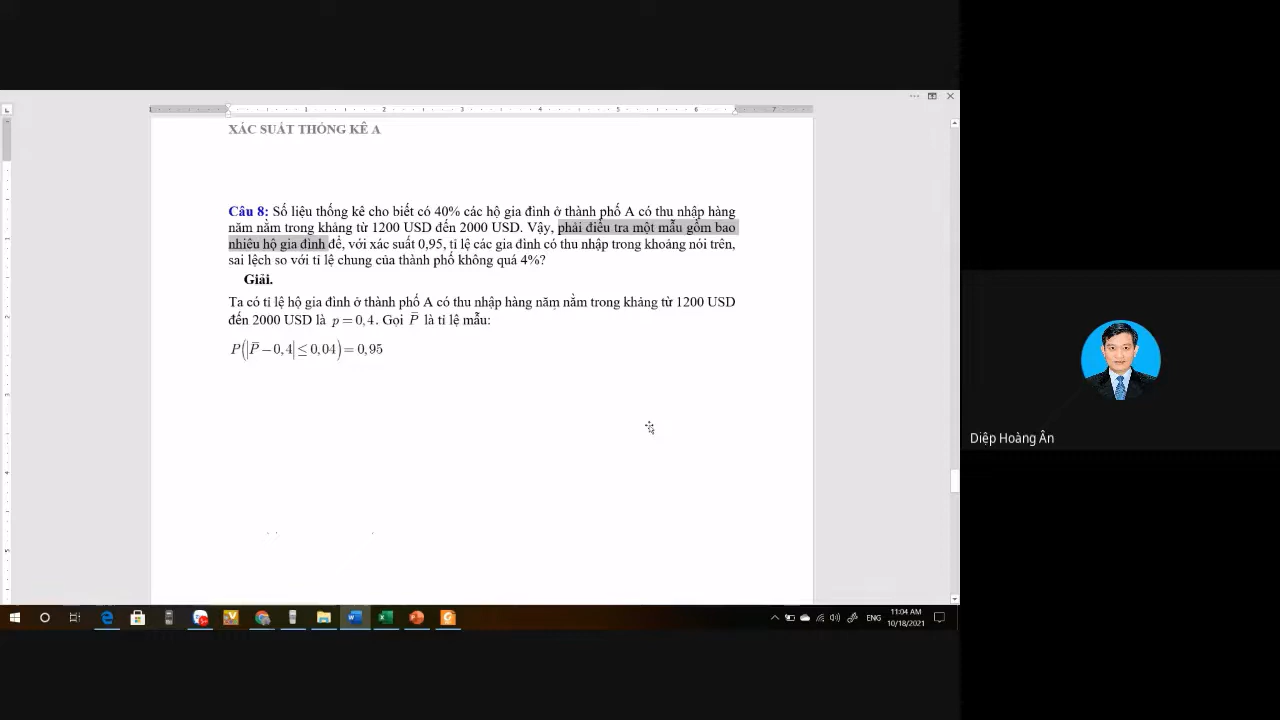 XÁC SUẤT THỐNG KÊ A
Câu 8: Số liệu thống kê cho biết có 40% các hộ gia đình ở thành phố A có thu nhập hàng
năm nằm trong khảng từ 1200 USD đến 2000 USD. Vậy, phải điều tra một mẫu gồm bao
nhiêu hộ gia đình để, với xác suất 0,95, tỉ lệ các gia đình có thu nhập trong khoảng nói trên,
sai lệch so với tỉ lệ chung của thành phố không quá 4%?
Giải.
Ta có tỉ lệ hộ gia đình ở thành phố A có thu nhập hàng năm nằm trong khảng từ 1200 USD
đến 2000 USD là p = 0,4. Gọi P̄ là tỉ lệ mẫu:
P(|P̄ − 0,4| ≤ 0,04) = 0,95
Diệp Hoàng Ân
ENG
11:04 AM
10/18/2021